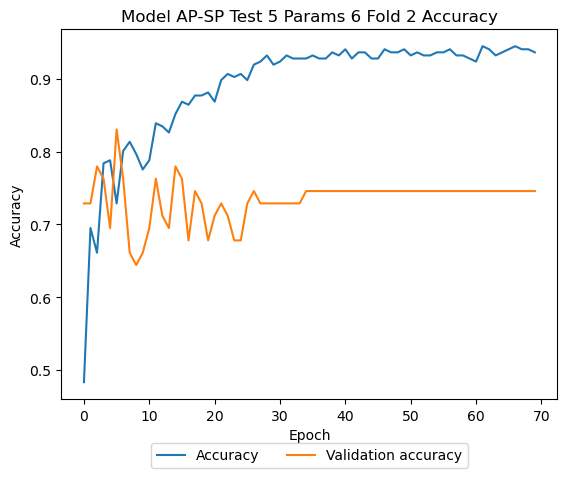 Model AP-SP Test 5 Params 6 Fold 2 Accuracy
Accuracy
0.9
0.8
0.7
0.6
0.5
0 10 20 30 40 50 60 70
Epoch
Accuracy Validation accuracy